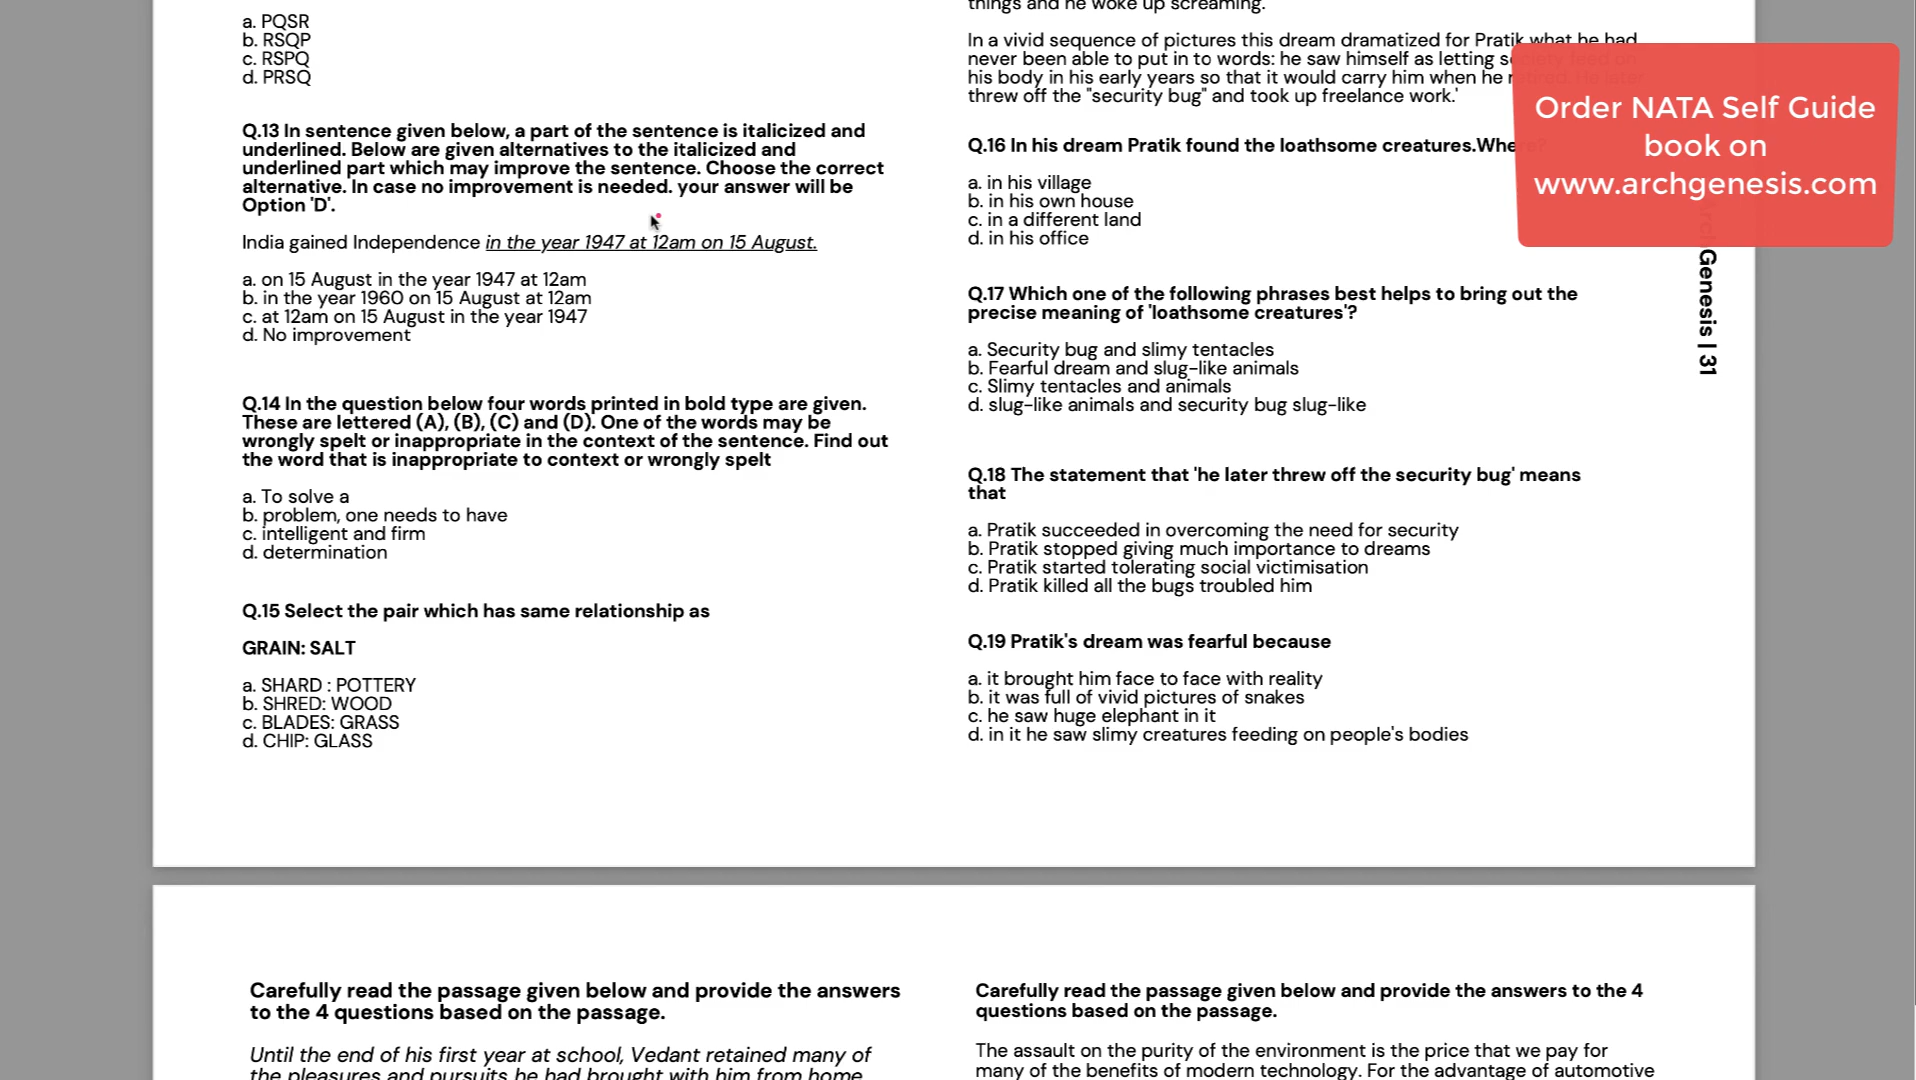 a. PQSR
b. RSQP
c. RSPQ
d. PRSQ
Q.13 In sentence given below, a part of the sentence is italicized and
underlined. Below are given alternatives to the italicized and
underlined part which may improve the sentence. Choose the correct
alternative. In case no improvement is needed. your answer will be
Option 'D'.
India gained Independence in the year 1947 at 12am on 15 August.
a. on 15 August in the year 1947 at 12am
b. in the year 1960 on 15 August at 12am
c. at 12am on 15 August in the year 1947
d. No improvement
Q.14 In the question below four words printed in bold type are given.
These are lettered (A), (B), (C) and (D). One of the words may be
wrongly spelt or inappropriate in the context of the sentence. Find out
the word that is inappropriate to context or wrongly spelt
a. To solve a
b. problem, one needs to have
c. intelligent and firm
d. determination
Q.15 Select the pair which has same relationship as
GRAIN: SALT
a. SHARD : POTTERY
b. SHRED: WOOD
c. BLADES: GRASS
d. CHIP: GLASS
things and he woke up screaming.
In a vivid sequence of pictures this dream dramatized for Pratik what he had
never been able to put in to words: he saw himself as letting society feed on
his body in his early years so that it would carry him when he retired. He later
threw off the "security bug" and took up freelance work.'
Q.16 In his dream Pratik found the loathsome creatures.Where?
a. in his village
b. in his own house
c. in a different land
d. in his office
Q.17 Which one of the following phrases best helps to bring out the
precise meaning of 'loathsome creatures'?
a. Security bug and slimy tentacles
b. Fearful dream and slug-like animals
c. Slimy tentacles and animals
d. slug-like animals and security bug slug-like
Q.18 The statement that 'he later threw off the security bug' means
that
a. Pratik succeeded in overcoming the need for security
b. Pratik stopped giving much importance to dreams
c. Pratik started tolerating social victimisation
d. Pratik killed all the bugs troubled him
Q.19 Pratik's dream was fearful because
a. it brought him face to face with reality
b. it was full of vivid pictures of snakes
c. he saw huge elephant in it
d. in it he saw slimy creatures feeding on people's bodies
Order NATA Self Guide
book on
www.archgenesis.com
Arch Genesis | 31
Carefully read the passage given below and provide the answers
to the 4 questions based on the passage.
Until the end of his first year at school, Vedant retained many of
the pleasures and pursuits he had brought with him from home.
Carefully read the passage given below and provide the answers to the 4
questions based on the passage.
The assault on the purity of the environment is the price that we pay for
many of the benefits of modern technology. For the advantage of automotive